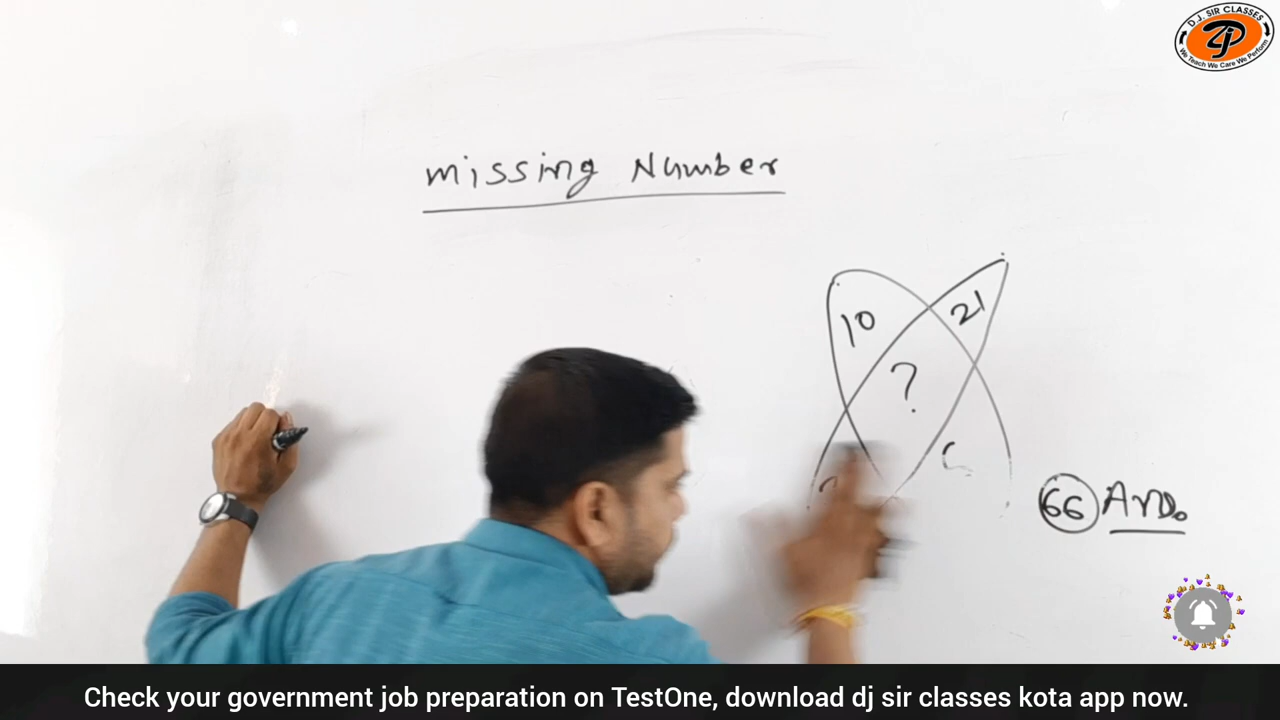 D.J. SIR CLASSES
We Teach We Care We Perform
missing Number
10
21
?
66 Ans.
Check your government job preparation on TestOne, download dj sir classes kota app now.